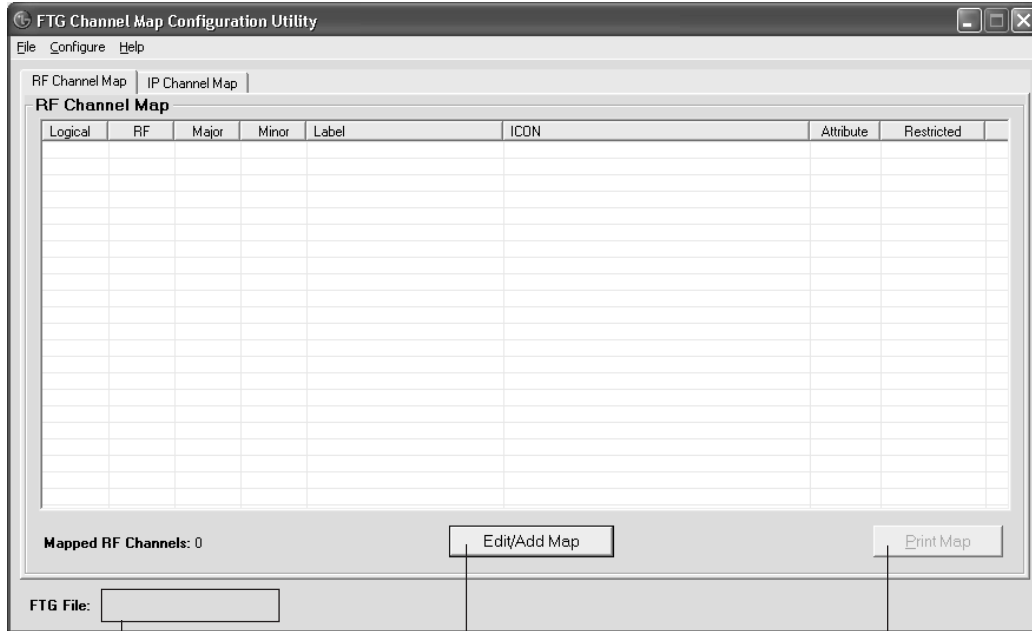 FTG Channel Map Configuration Utility
File Configure Help
RF Channel Map IP Channel Map
RF Channel Map
Logical RF Major Minor Label ICON Attribute Restricted
Mapped RF Channels: 0 Edit/Add Map Print Map
FTG File: